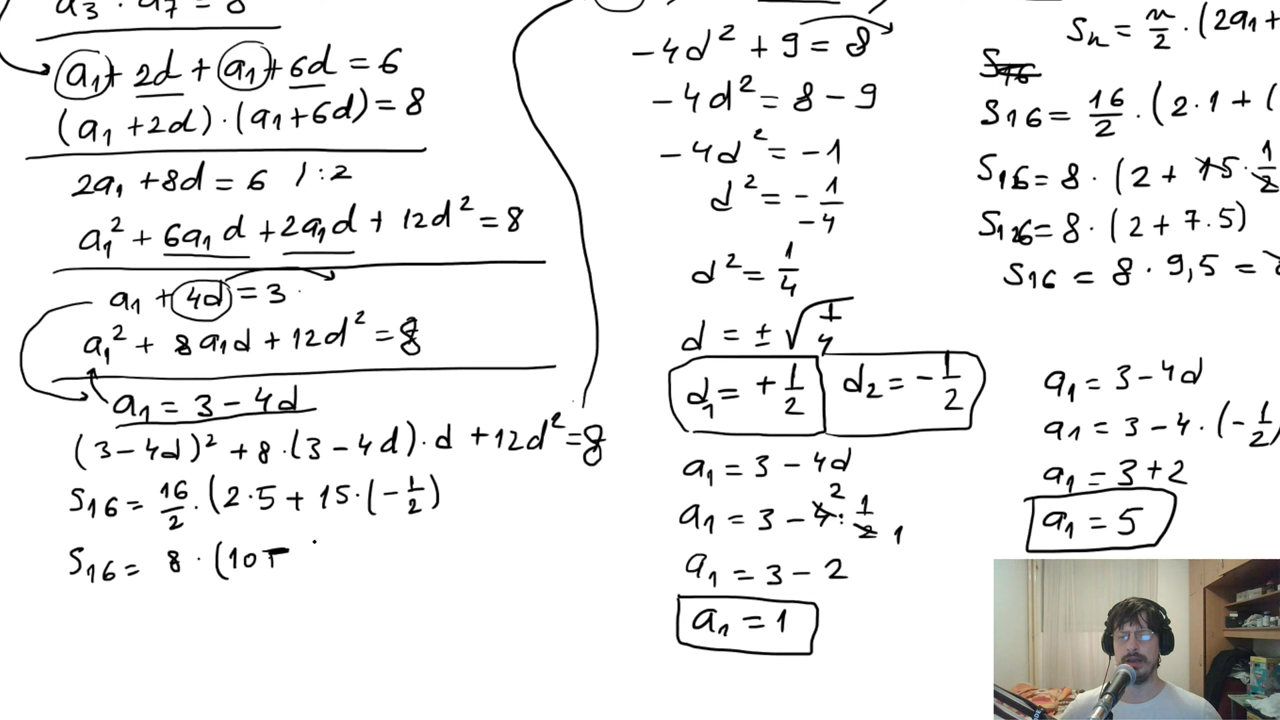 a₃ · a₇ = 8
a₁ + 2d + a₁ + 6d = 6
(a₁ + 2d) · (a₁ + 6d) = 8
2a₁ + 8d = 6 / : 2
a₁² + 6a₁d + 2a₁d + 12d² = 8
a₁ + 4d = 3
a₁² + 8a₁d + 12d² = 8
a₁ = 3 - 4d
(3 - 4d)² + 8 · (3 - 4d) · d + 12d² = 8
S₁₆ = 16/2 · (2 · 5 + 15 · (-1/2)
S₁₆ = 8 · (10 -
-4d² + 9 = 8
-4d² = 8 - 9
-4d² = -1
d² = -1/-4
d² = 1/4
d = ± √1/4
d₁ = +1/2
d₂ = -1/2
a₁ = 3 - 4d
a₁ = 3 - 4 2 · 1/2 1
a₁ = 3 - 2
a₁ = 1
Sₙ = n/2 · (2a₁ +
S₁₆ = 16/2 · (2 · 1 + (
S₁₆ = 8 · (2 + 15 · 1/2
S₁₆ = 8 · (2 + 7.5)
S₁₆ = 8 · 9,5 =
a₁ = 3 - 4d
a₁ = 3 - 4 · (-1/2)
a₁ = 3 + 2
a₁ = 5